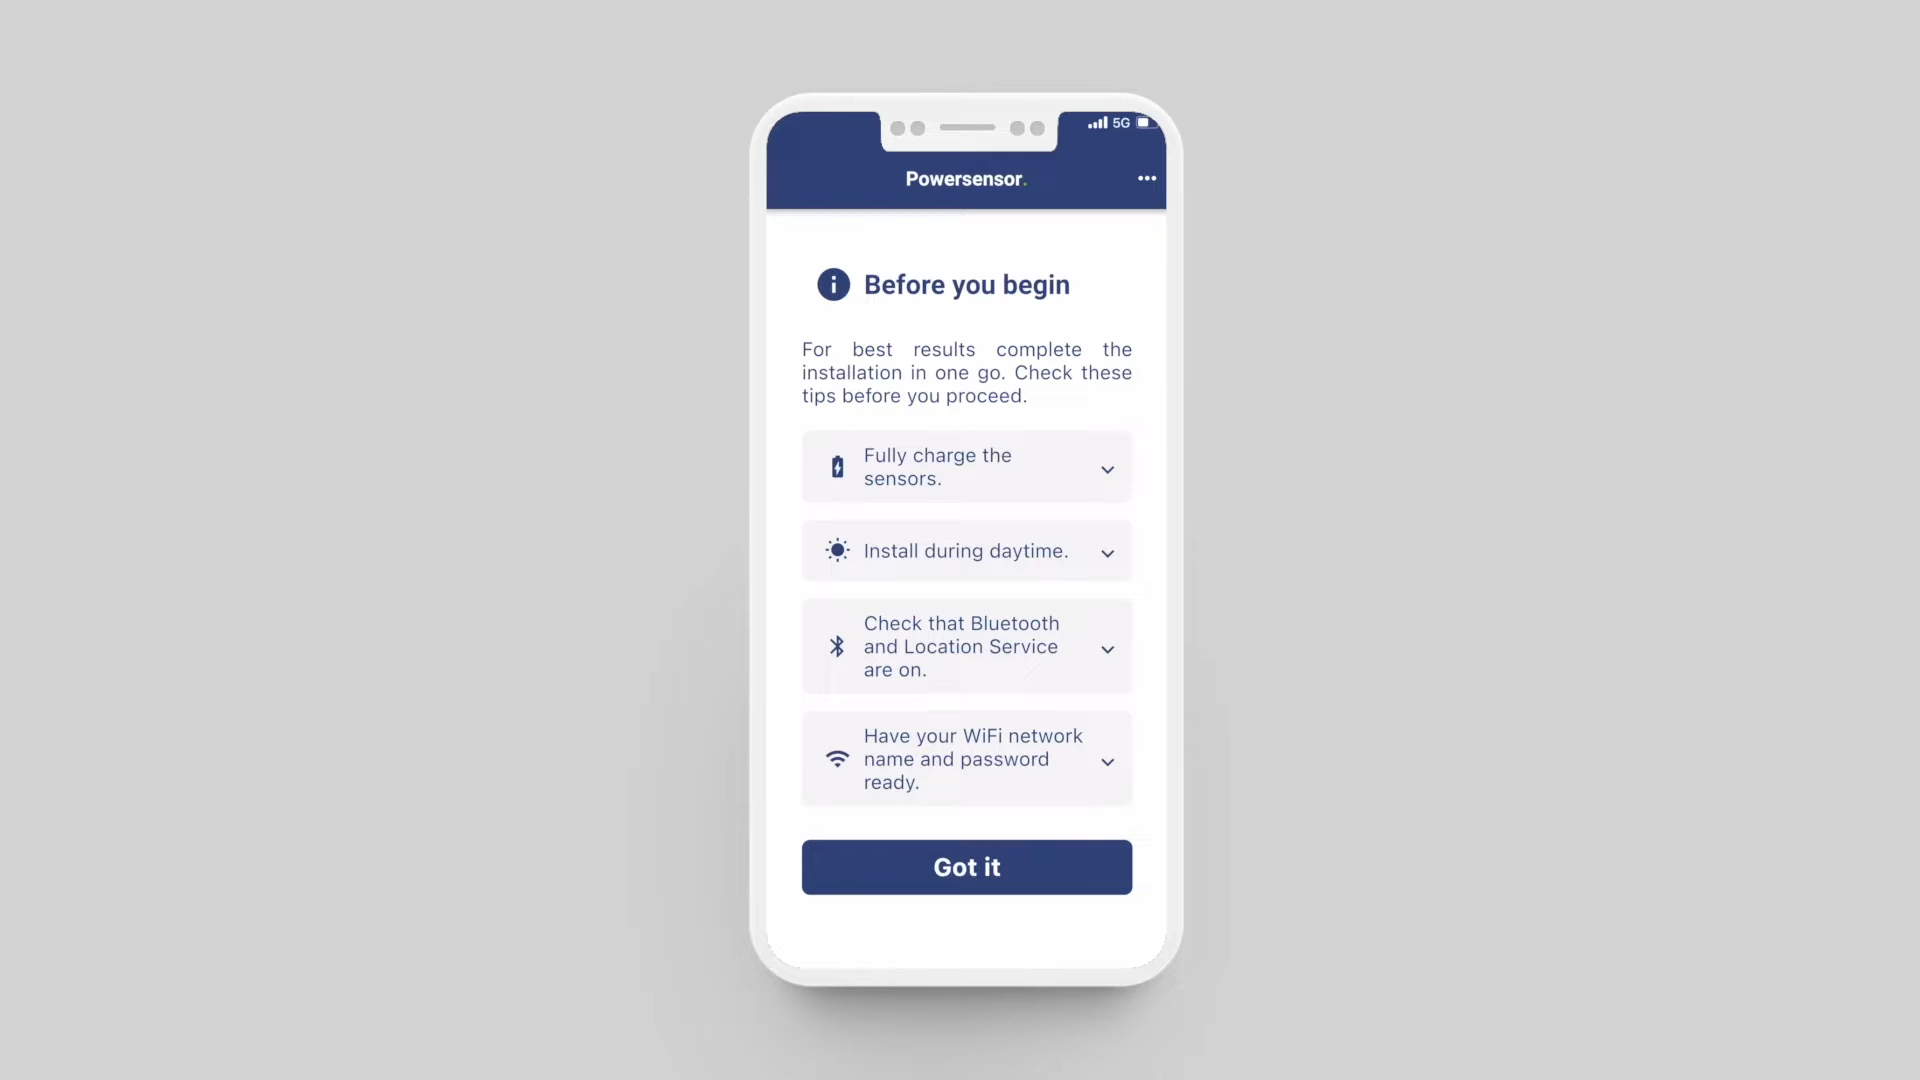 5G
Powersensor.
Before you begin
For best results complete the
installation in one go. Check these
tips before you proceed.
Fully charge the
sensors.
Install during daytime.
Check that Bluetooth
and Location Service
are on.
Have your WiFi network
name and password
ready.
Got it